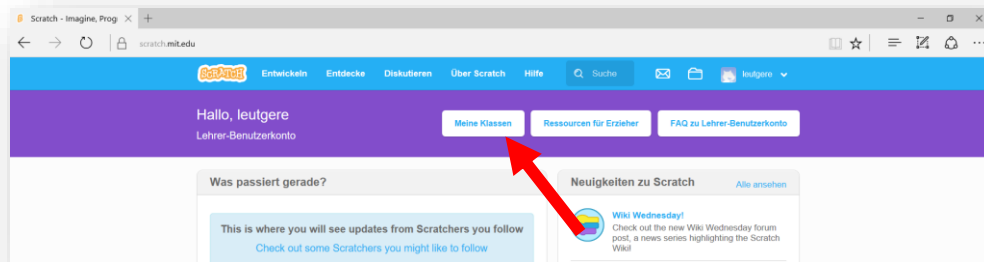 Scratch - Imagine, Prog
scratch.mit.edu
SCRATCH Entwickeln Entdecke Diskutieren Über Scratch Hilfe Suche leutgere
Hallo, leutgere
Lehrer-Benutzerkonto
Meine Klassen Ressourcen für Erzieher FAQ zu Lehrer-Benutzerkonto
Was passiert gerade?
This is where you will see updates from Scratchers you follow
Check out some Scratchers you might like to follow
Neuigkeiten zu Scratch Alle ansehen
Wiki Wednesday!
Check out the new Wiki Wednesday forum
post, a news series highlighting the Scratch
Wiki!